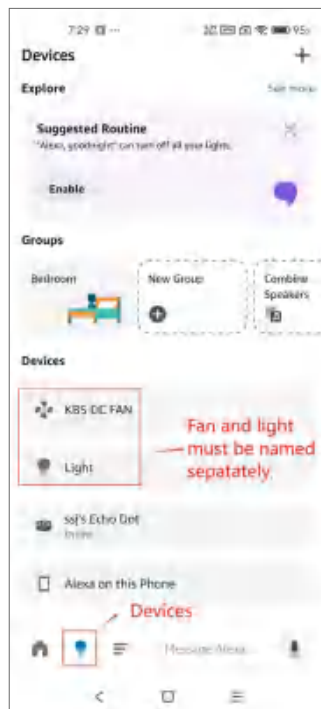 7:29
95
Devices
+
Explore
See more
Suggested Routine
"Alexa, goodnight" can turn off all your lights.
Enable
Groups
Bedroom
New Group
Combine
Speakers
Devices
KBS DC FAN
Light
Fan and light
must be named
sepatately.
ssj's Echo Dot
Alexa on this Phone
Devices
Message Alexa...